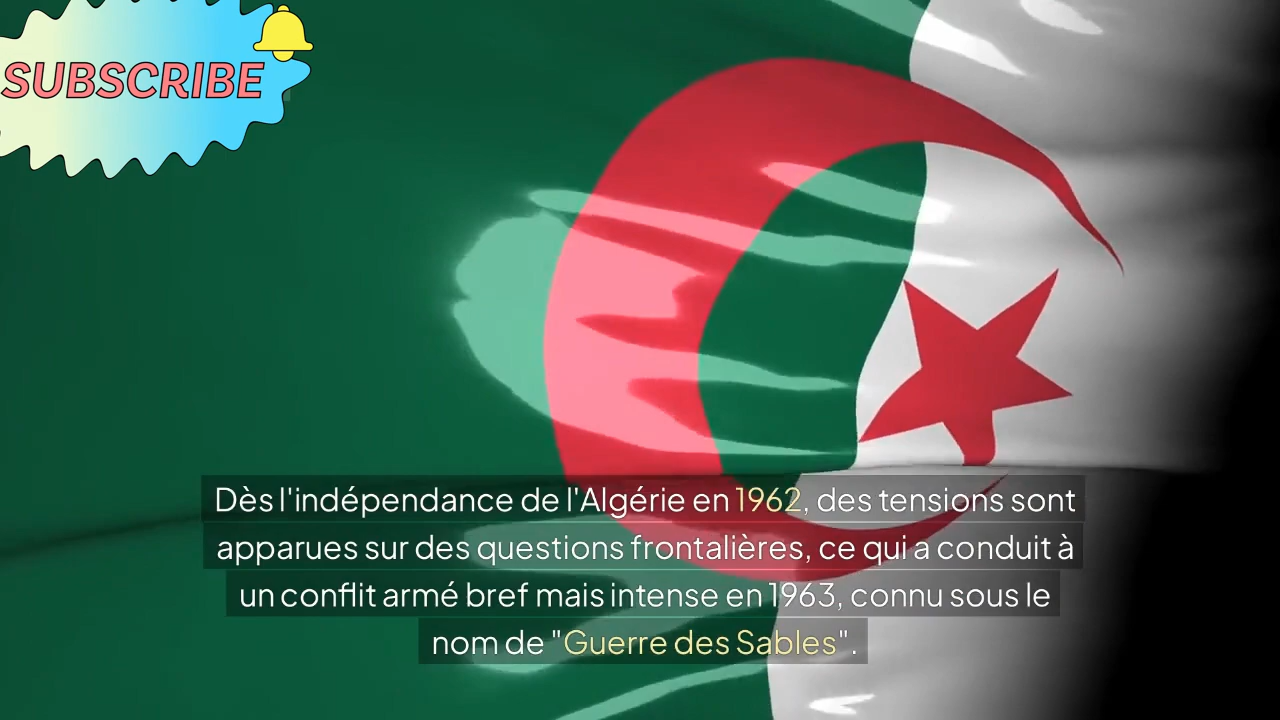 SUBSCRIBE
Dès l'indépendance de l'Algérie en 1962, des tensions sont
apparues sur des questions frontalières, ce qui a conduit à
un conflit armé bref mais intense en 1963, connu sous le
nom de "Guerre des Sables".